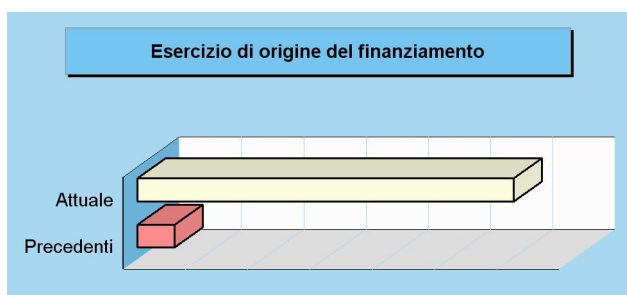 Esercizio di origine del finanziamento
Attuale
Precedenti